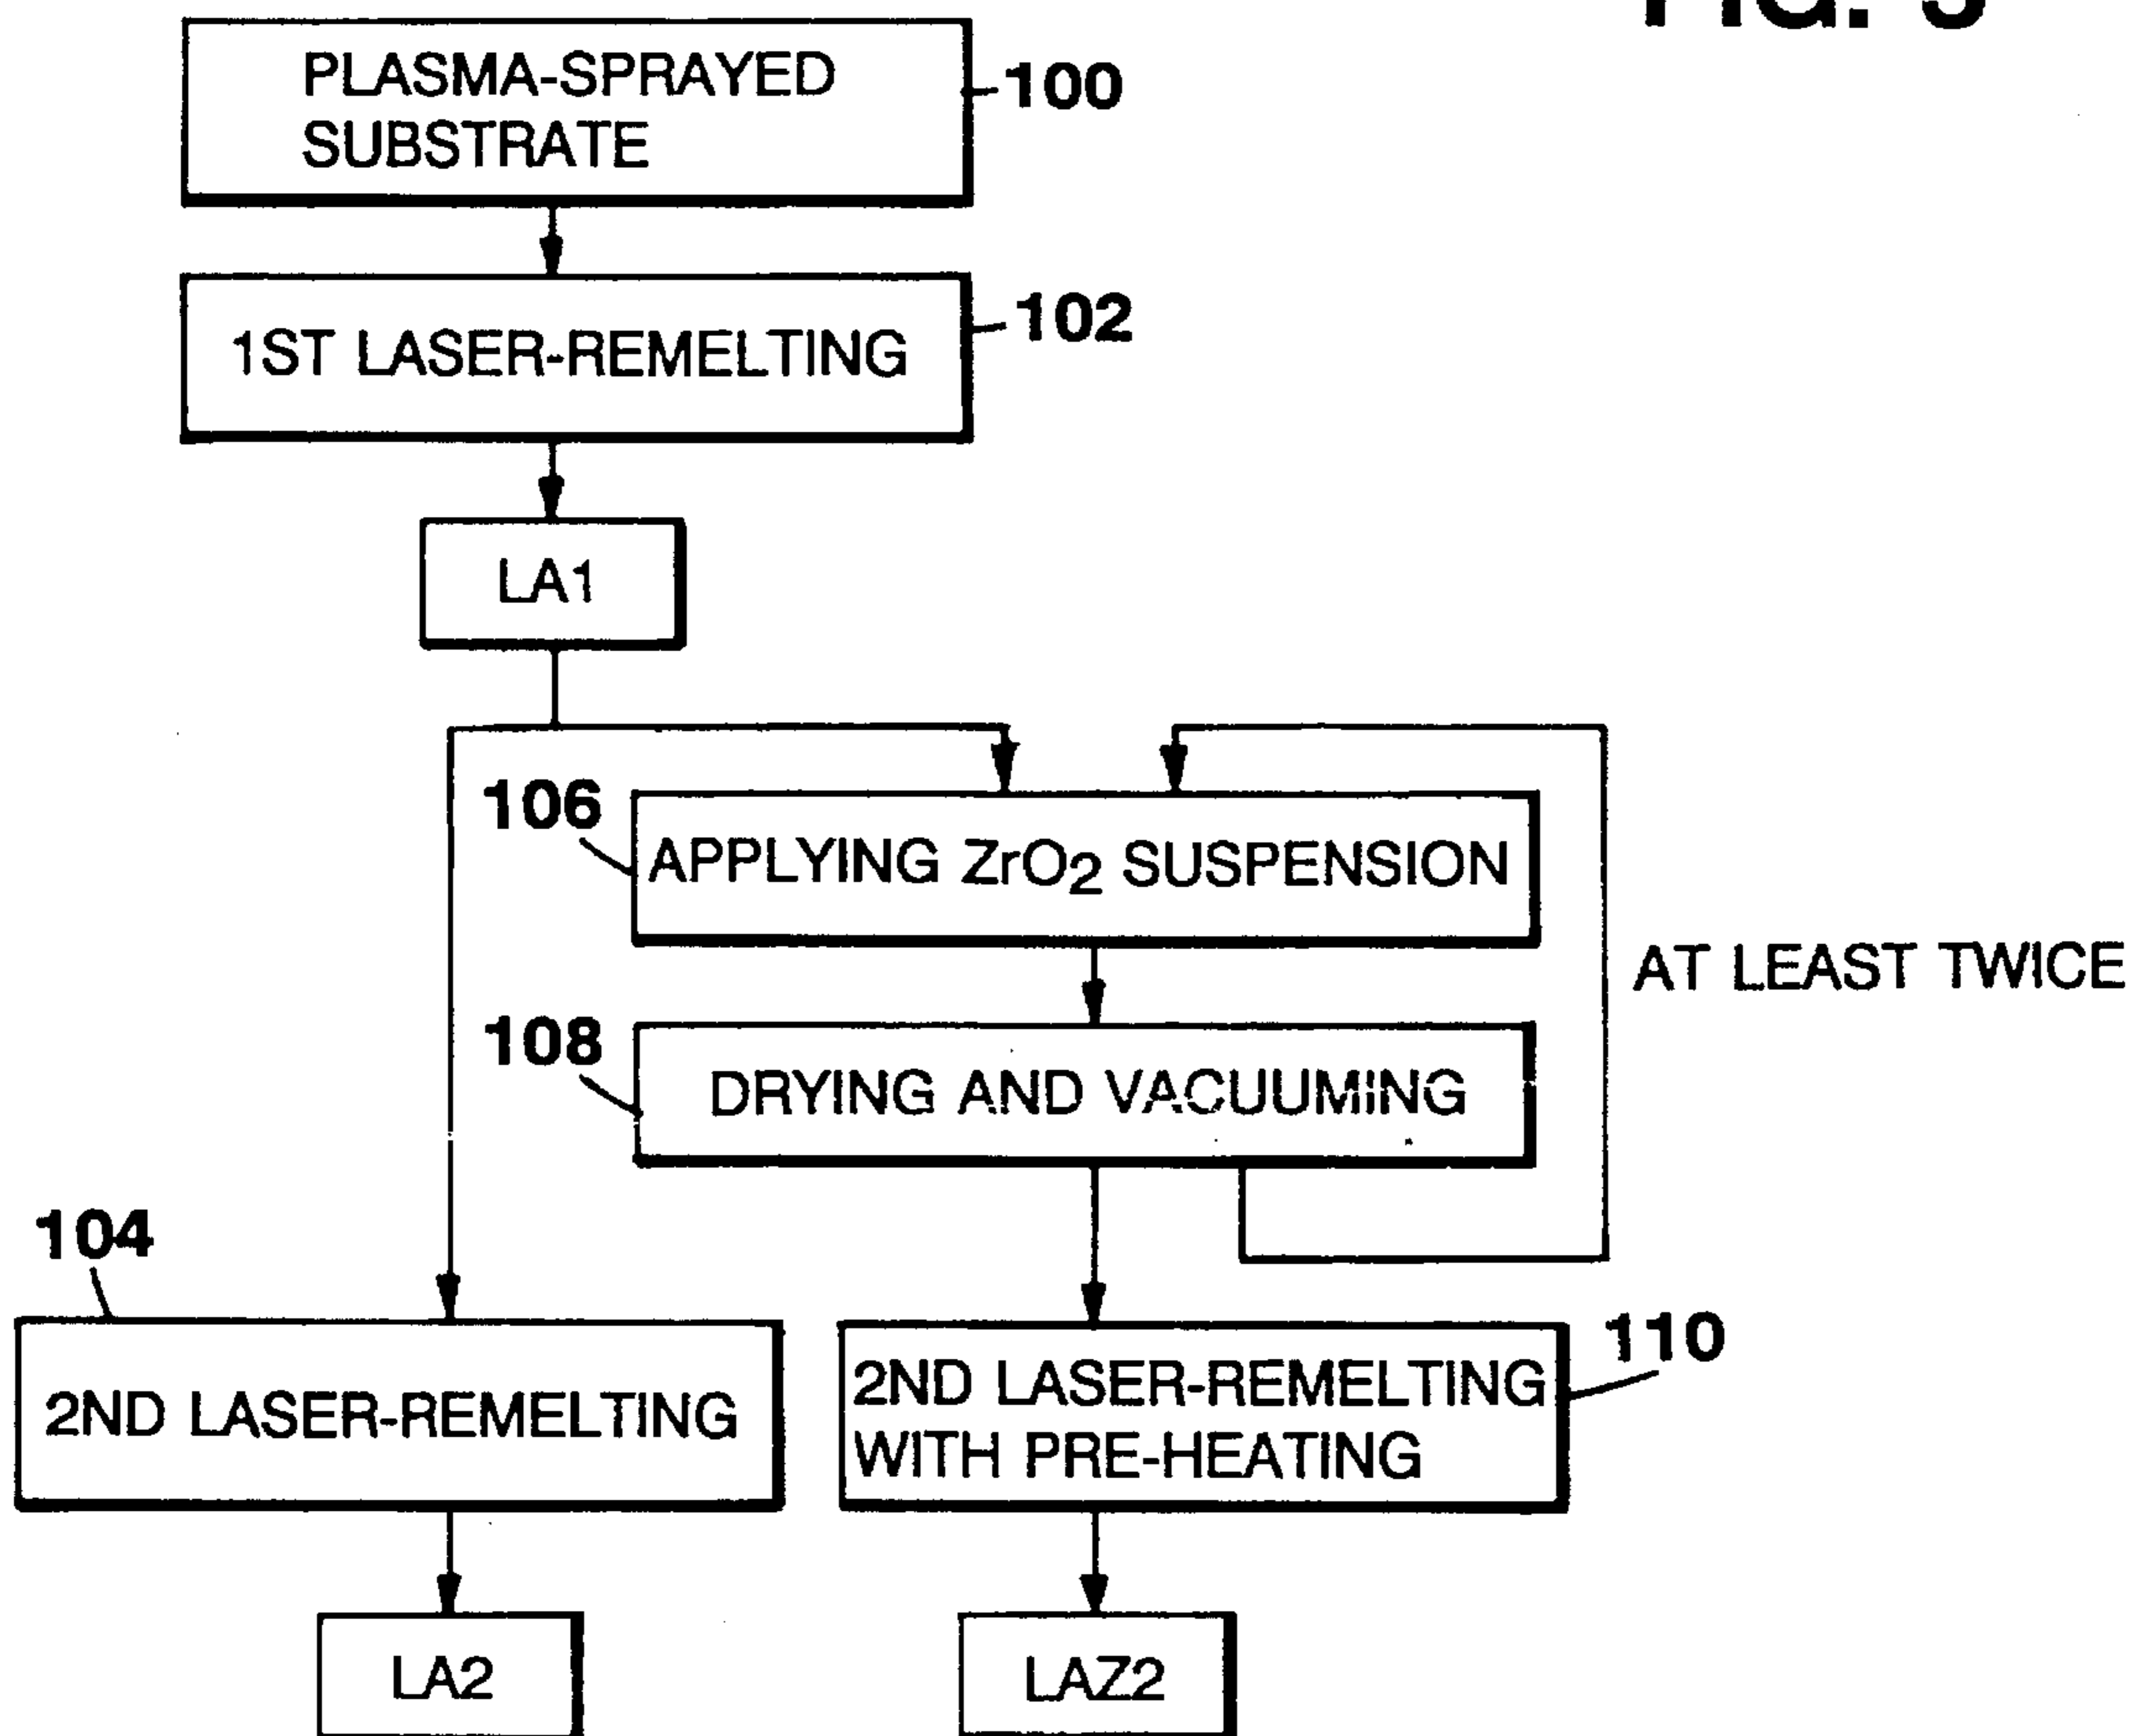 PLASMA-SPRAYED
SUBSTRATE
100
1ST LASER-REMELTING
102
LA1
106
APPLYING ZrO2 SUSPENSION
AT LEAST TWICE
108
DRYING AND VACUUMING
104
2ND LASER-REMELTING
2ND LASER-REMELTING
WITH PRE-HEATING
110
LA2
LAZ2